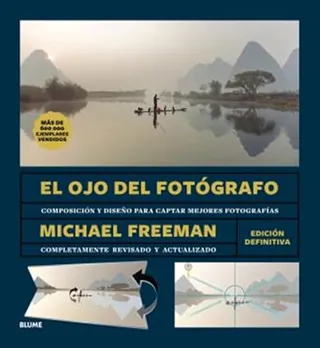 MÁS DE
600 000
EJEMPLARES
VENDIDOS
EL OJO DEL FOTÓGRAFO
COMPOSICIÓN Y DISEÑO PARA CAPTAR MEJORES FOTOGRAFÍAS
MICHAEL FREEMAN
COMPLETAMENTE REVISADO Y ACTUALIZADO
EDICIÓN
DEFINITIVA
BLUME